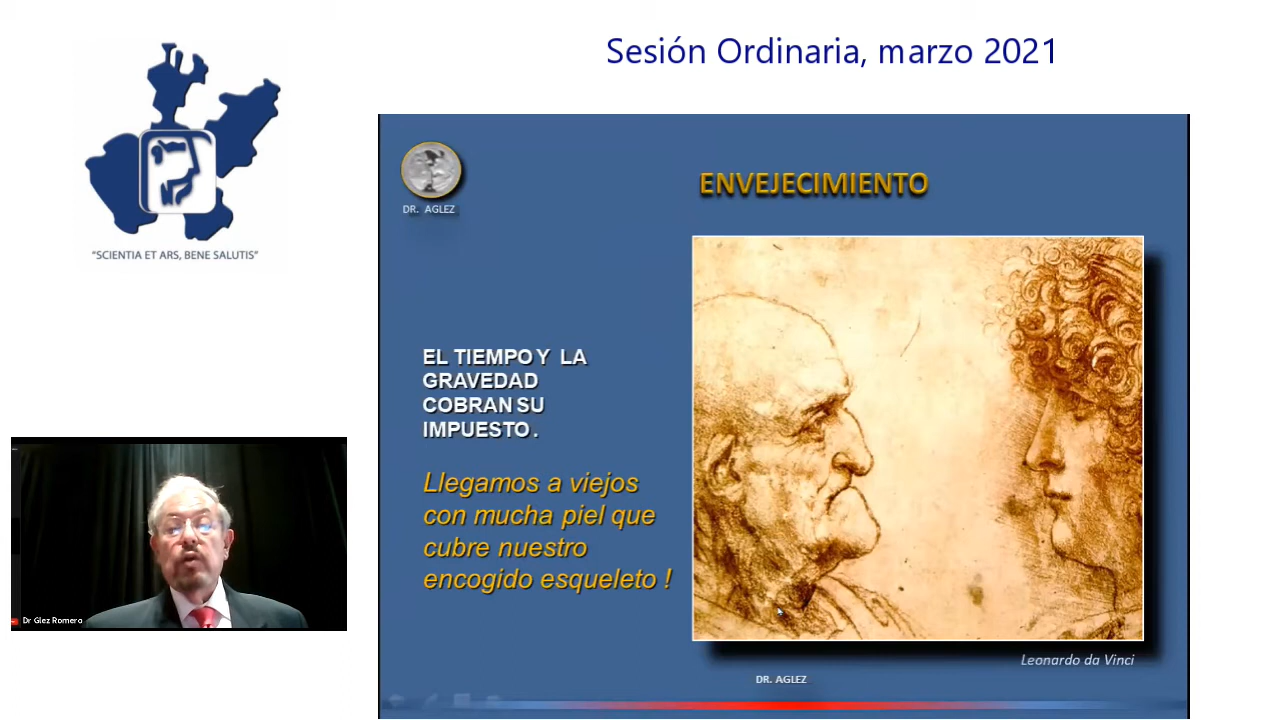 Sesión Ordinaria, marzo 2021
"SCIENTIA ET ARS, BENE SALUTIS"
DR. AGLEZ
ENVEJECIMIENTO
EL TIEMPO Y LA
GRAVEDAD
COBRAN SU
IMPUESTO .
Llegamos a viejos
con mucha piel que
cubre nuestro
encogido esqueleto !
Leonardo da Vinci
DR. AGLEZ
Dr Glez Romero